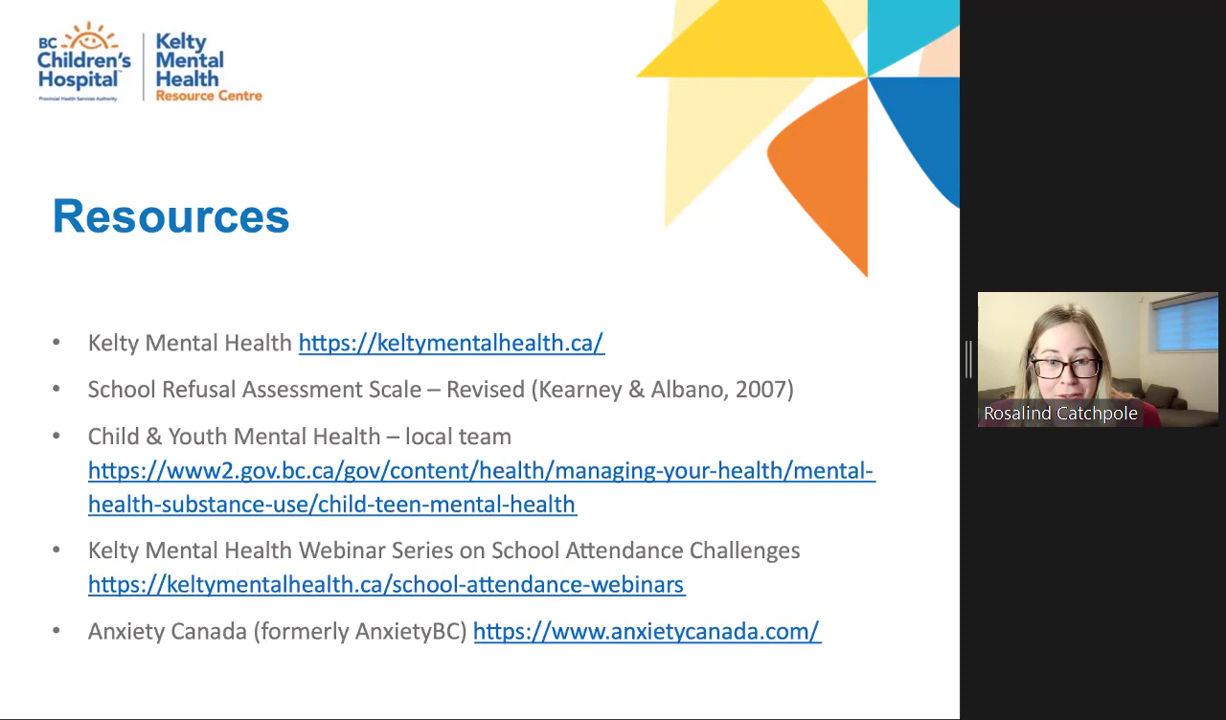 BC
Children's
Hospital
Provincial Health Services Authority
Kelty
Mental
Health
Resource Centre
Resources
• Kelty Mental Health https://keltymentalhealth.ca/
• School Refusal Assessment Scale – Revised (Kearney & Albano, 2007)
• Child & Youth Mental Health – local team
https://www2.gov.bc.ca/gov/content/health/managing-your-health/mental-
health-substance-use/child-teen-mental-health
• Kelty Mental Health Webinar Series on School Attendance Challenges
https://keltymentalhealth.ca/school-attendance-webinars
• Anxiety Canada (formerly AnxietyBC) https://www.anxietycanada.com/
Rosalind Catchpole